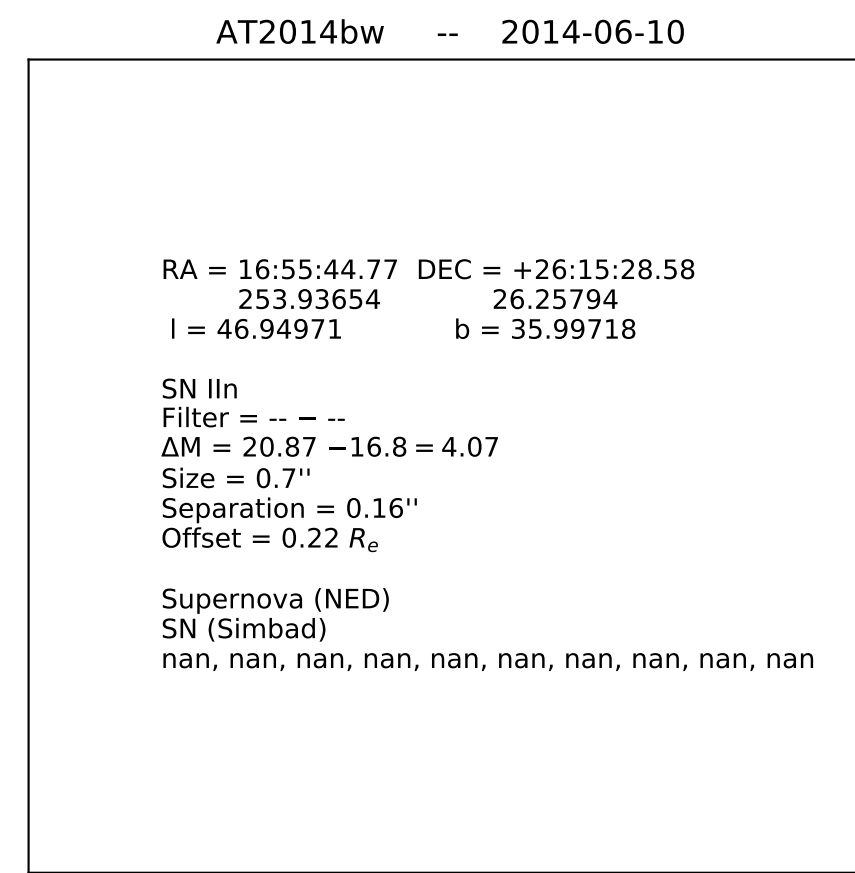 AT2014bw -- 2014-06-10
RA = 16:55:44.77 DEC = +26:15:28.58
253.93654 26.25794
l = 46.94971 b = 35.99718
SN IIn
Filter = -- − --
ΔM = 20.87 −16.8 = 4.07
Size = 0.7''
Separation = 0.16''
Offset = 0.22 Re
Supernova (NED)
SN (Simbad)
nan, nan, nan, nan, nan, nan, nan, nan, nan, nan